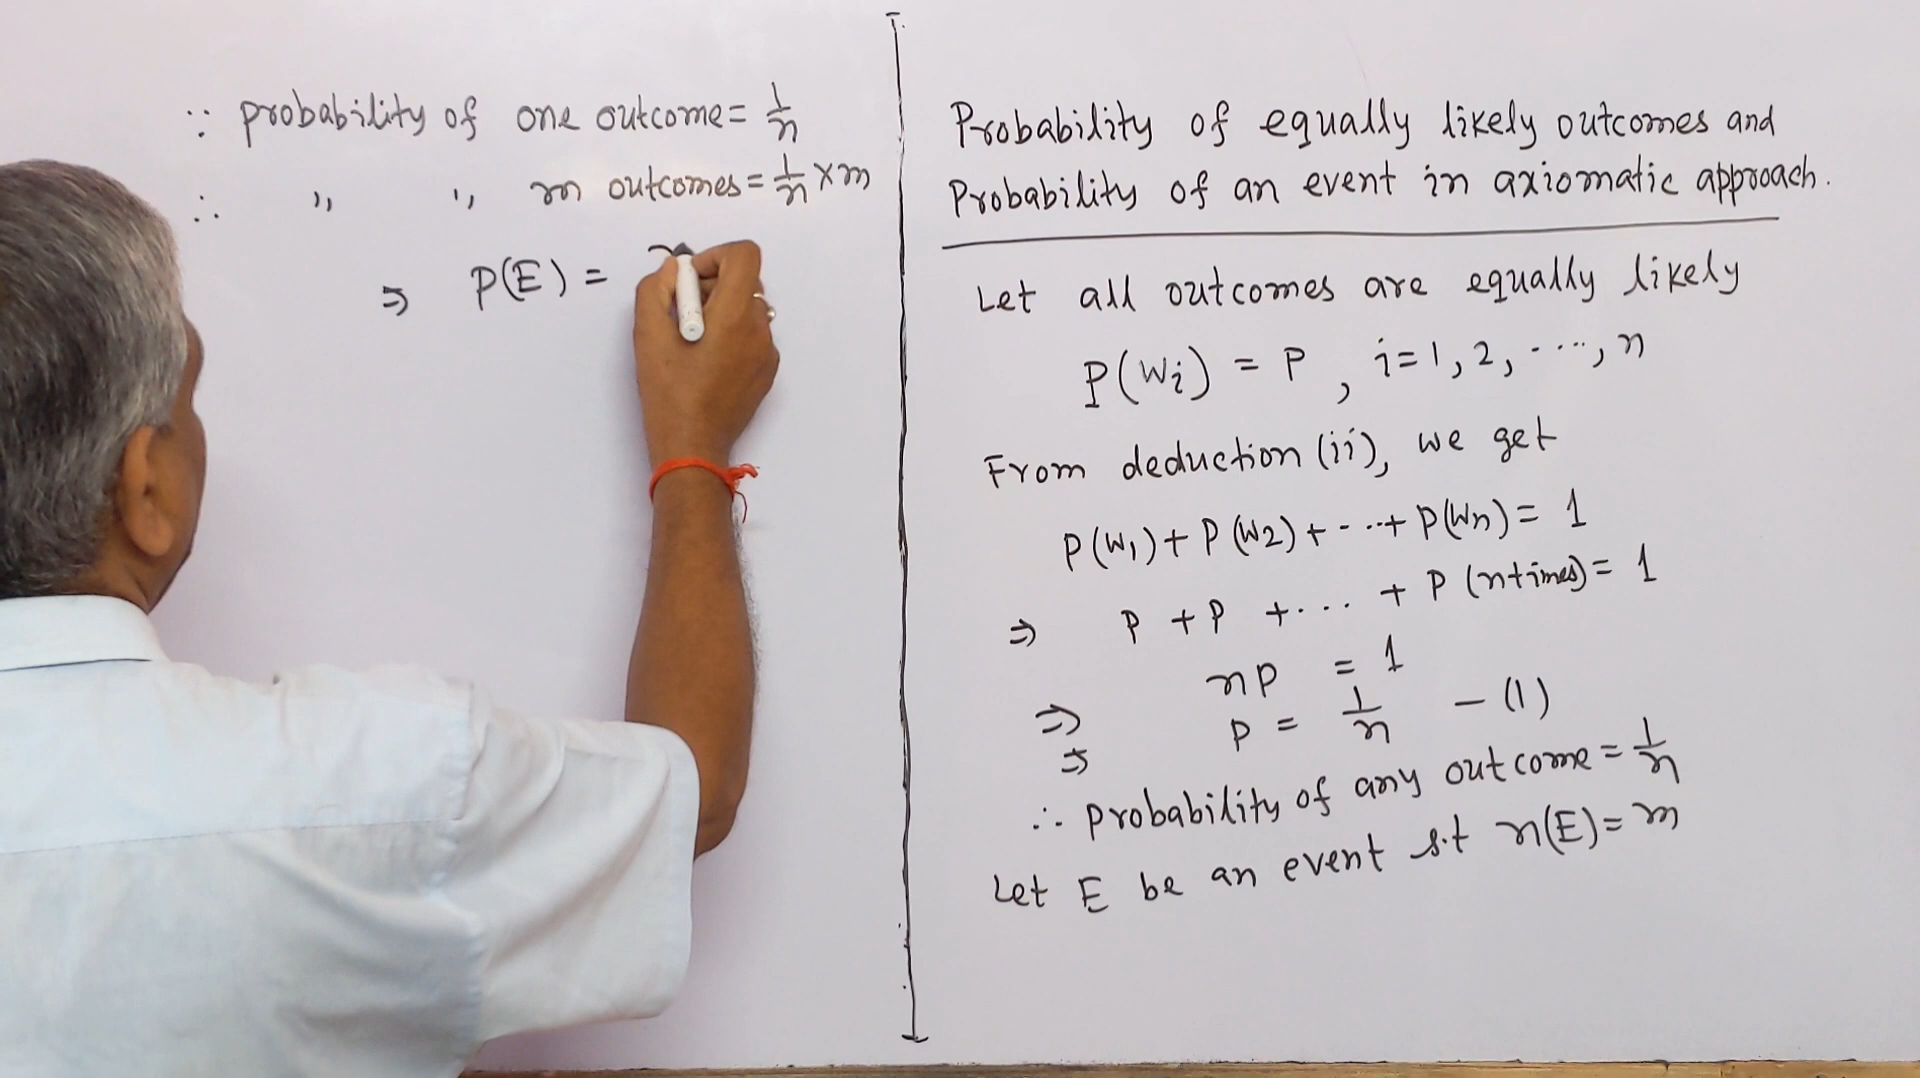 Probability of equally likely outcomes and
Probability of an event in axiomatic approach.
Let all outcomes are equally likely
P(wi) = P , i=1, 2, - ···, n
From deduction (ii), we get
P(w₁)+ P(w2)+ - ··+ P(wn) = 1
⇒ P + P +···· + P (n times) = 1
⇒ nP = 1
⇒ P = 1/n – (1)
∴ probability of any outcome = 1/n
Let E be an event s.t n(E) = m
∵ probability of one outcome = 1/n
∴ ,, ,, m outcomes = 1/n × m
⇒ P(E) =